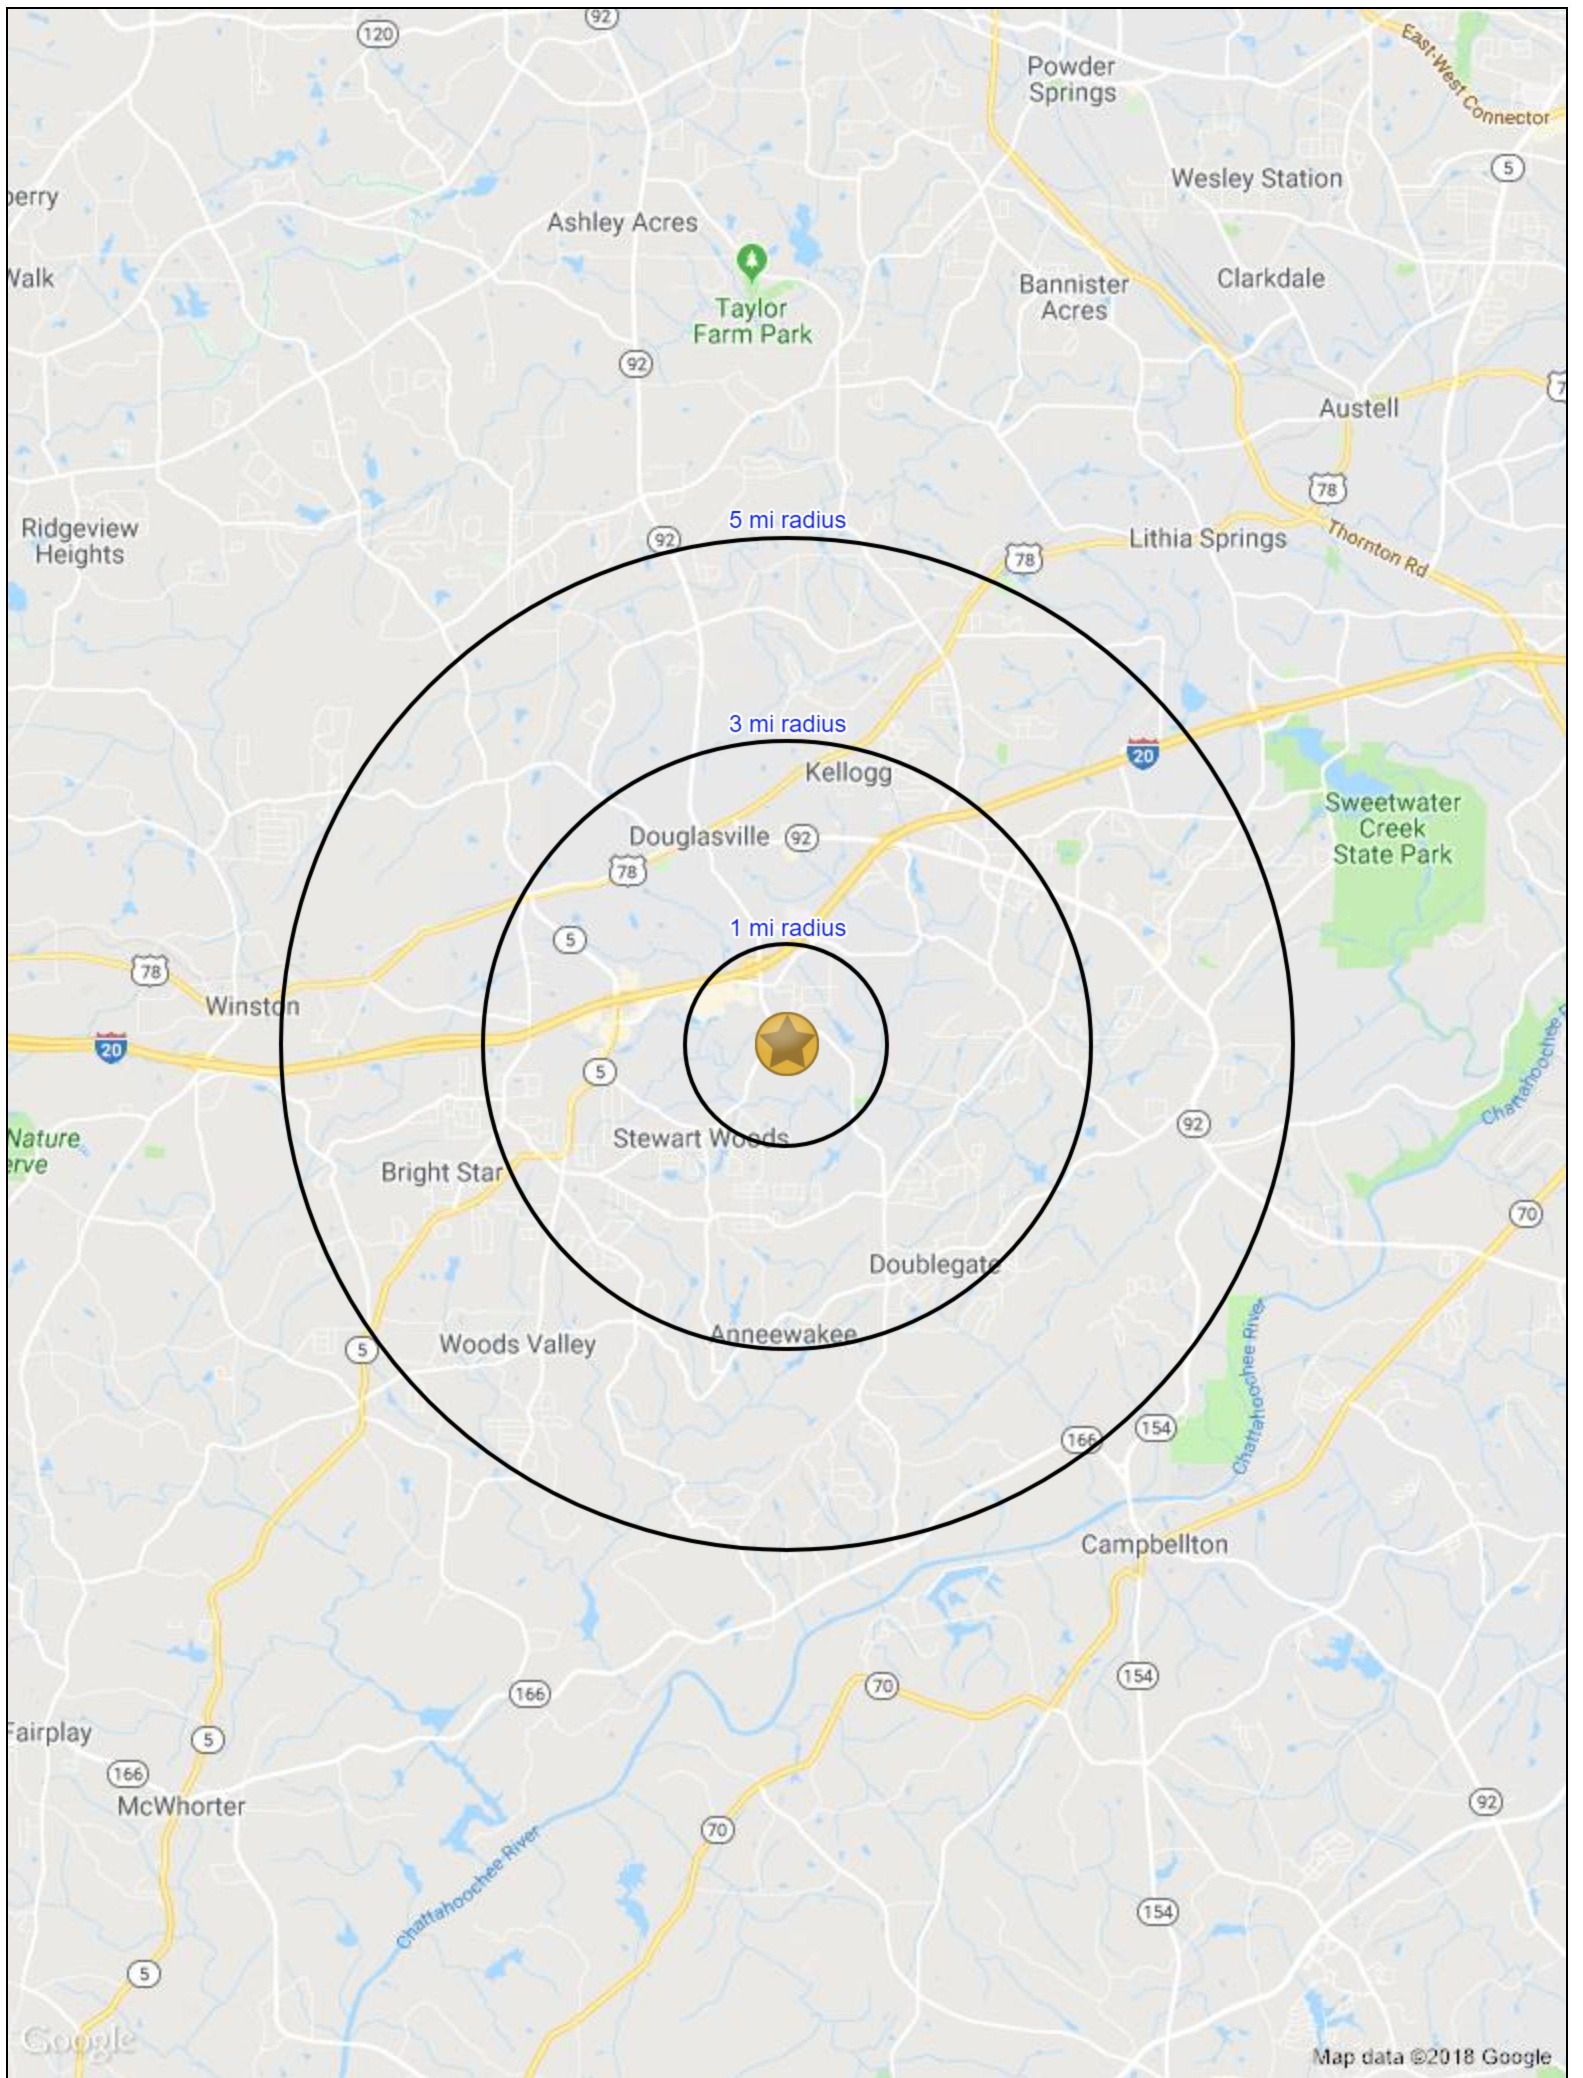 92
120
Powder
Springs
East-West Connector
5
Wesley Station
berry
Ashley Acres
Walk
Bannister
Acres
Clarkdale
Taylor
Farm Park
92
7
Austell
78
Ridgeview
Heights
5 mi radius
92
78
Lithia Springs
Thornton Rd
3 mi radius
20
Kellogg
Sweetwater
Creek
State Park
Douglasville
92
78
1 mi radius
5
78
Winston
20
5
Chattahoochee
92
Nature
erve
Stewart Woods
Bright Star
70
Doublegate
Anneewakee
Woods Valley
5
Chattahoochee River
166
154
Campbellton
154
70
166
Fairplay
5
166
McWhorter
92
70
Chattahoochee River
154
5
Google
Map data ©2018 Google